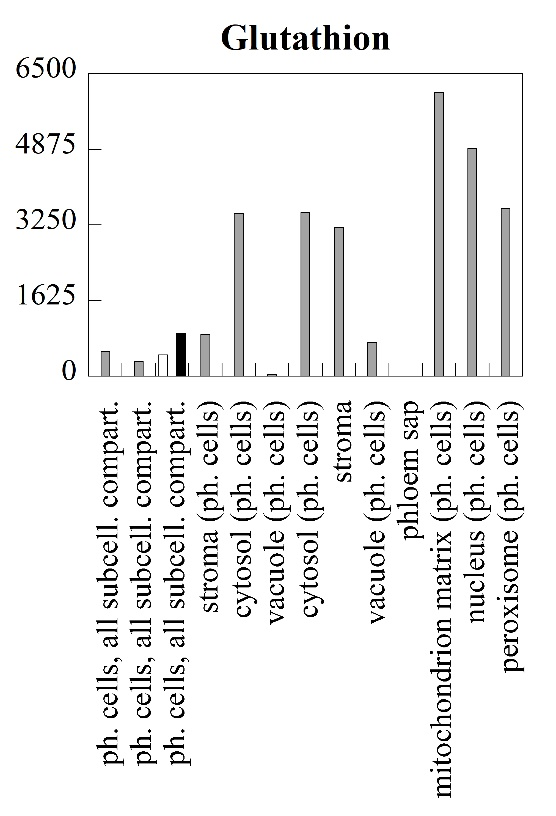 Glutathion
6500
4875
3250
1625
0
ph. cells, all subcell. compart.
ph. cells, all subcell. compart.
ph. cells, all subcell. compart.
stroma (ph. cells)
cytosol (ph. cells)
vacuole (ph. cells)
cytosol (ph. cells)
stroma
vacuole (ph. cells)
phloem sap
mitochondrion matrix (ph. cells)
nucleus (ph. cells)
peroxisome (ph. cells)